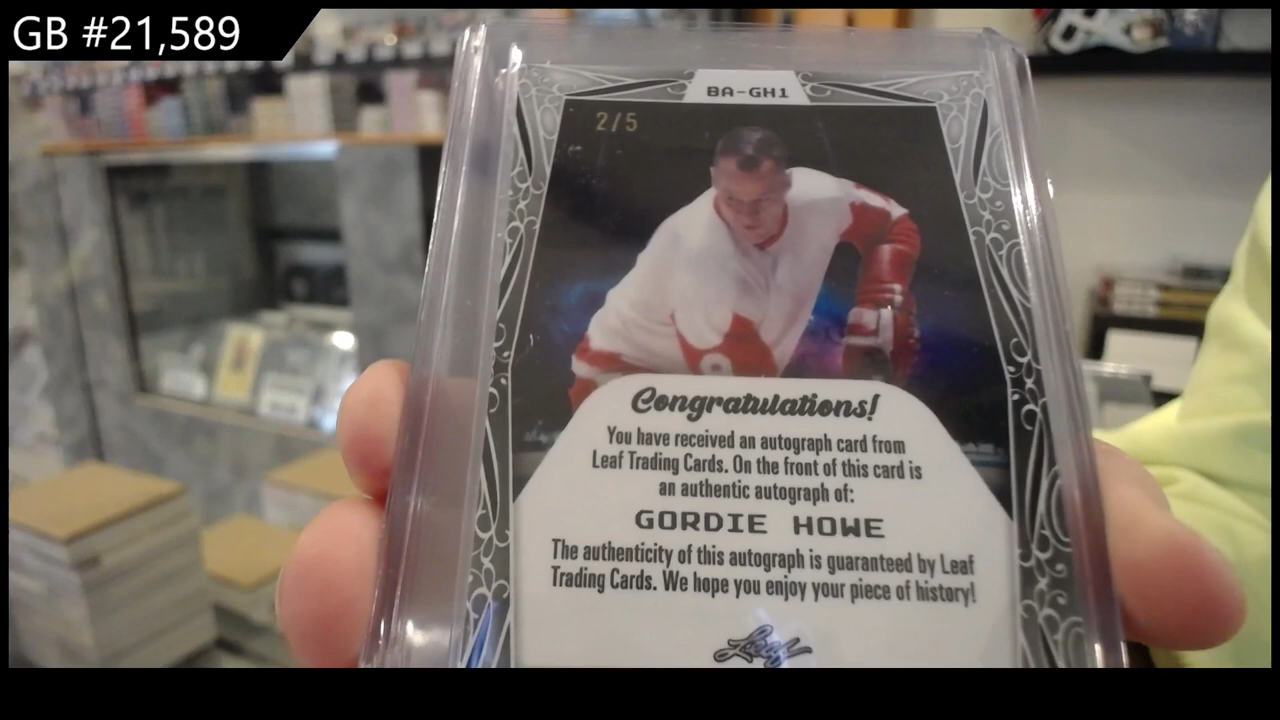 GB #21,589
BA-GH1
2/5
9
Congratulations!
You have received an autograph card from
Leaf Trading Cards. On the front of this card is
an authentic autograph of:
GORDIE HOWE
The authenticity of this autograph is guaranteed by Leaf
Trading Cards. We hope you enjoy your piece of history!
Leaf